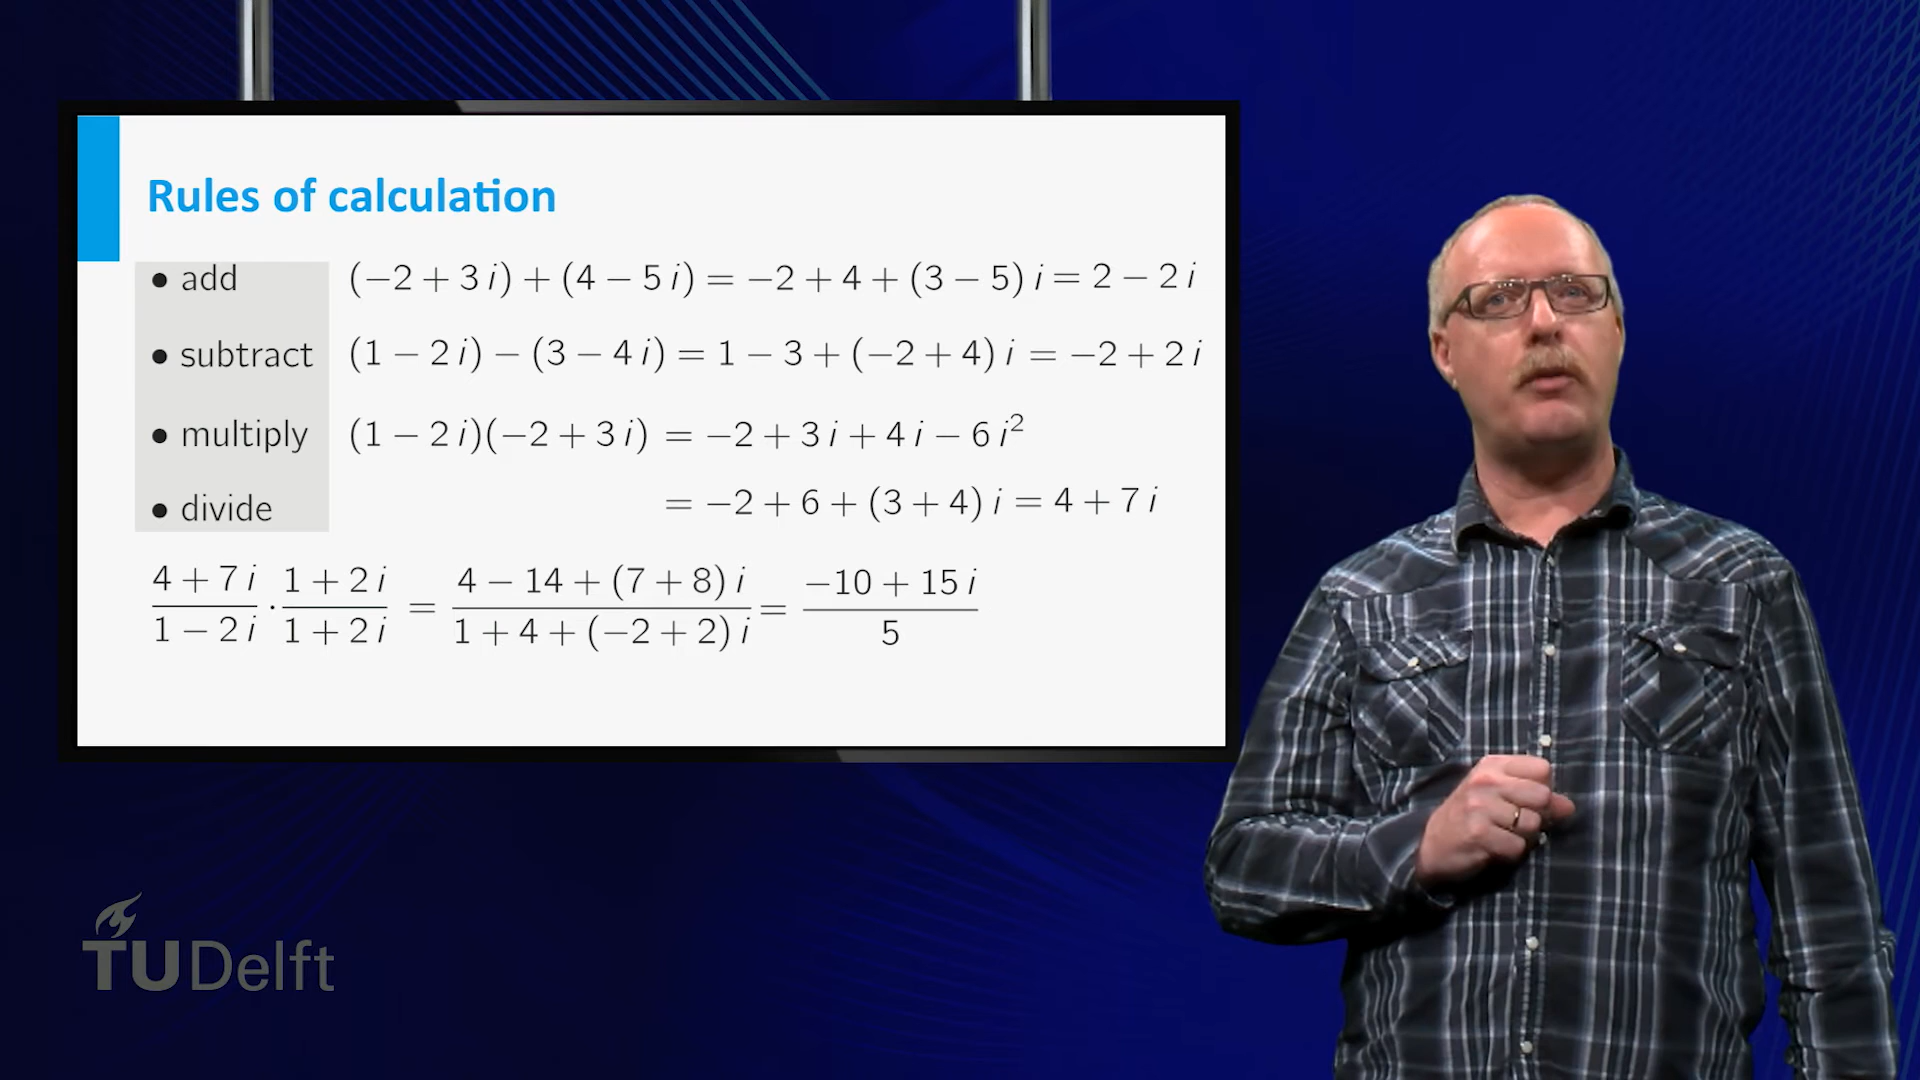 Rules of calculation
• add (−2 + 3 i) + (4 − 5 i) = −2 + 4 + (3 − 5) i = 2 − 2 i
• subtract (1 − 2 i) − (3 − 4 i) = 1 − 3 + (−2 + 4) i = −2 + 2 i
• multiply (1 − 2 i)(−2 + 3 i) = −2 + 3 i + 4 i − 6 i²
• divide = −2 + 6 + (3 + 4) i = 4 + 7 i
4 + 7 i / 1 − 2 i · 1 + 2 i / 1 + 2 i = 4 − 14 + (7 + 8) i / 1 + 4 + (−2 + 2) i = −10 + 15 i / 5
TUDelft